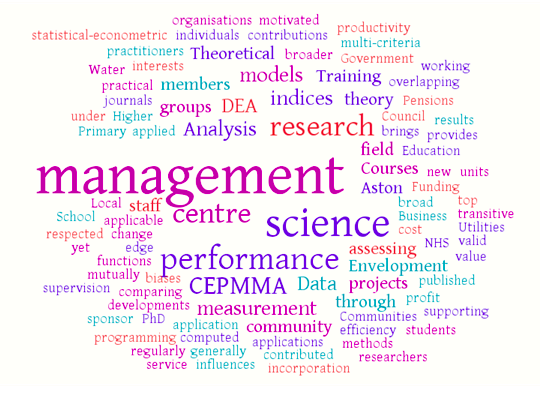 organisations motivated
statistical-econometric individuals contributions productivity
practitioners Theoretical broader multi-criteria Government
Water interests models Training working
practical members overlapping
journals groups DEA indices theory Pensions
under Higher Council results
Primary applied Analysis research brings provides
field Education
management Courses new units
Aston Funding
Local staff centre science broad top
School applicable Business transitive
respected change cost Utilities
yet edge performance assessing NHS valid
functions Envelopment value
mutually biases CEPMMA Data projects published
supervision comparing through profit
developments measurement Communities supporting
sponsor PhD application community efficiency students
programming computed applications methods
regularly generally contributed researchers
service influences incorporation